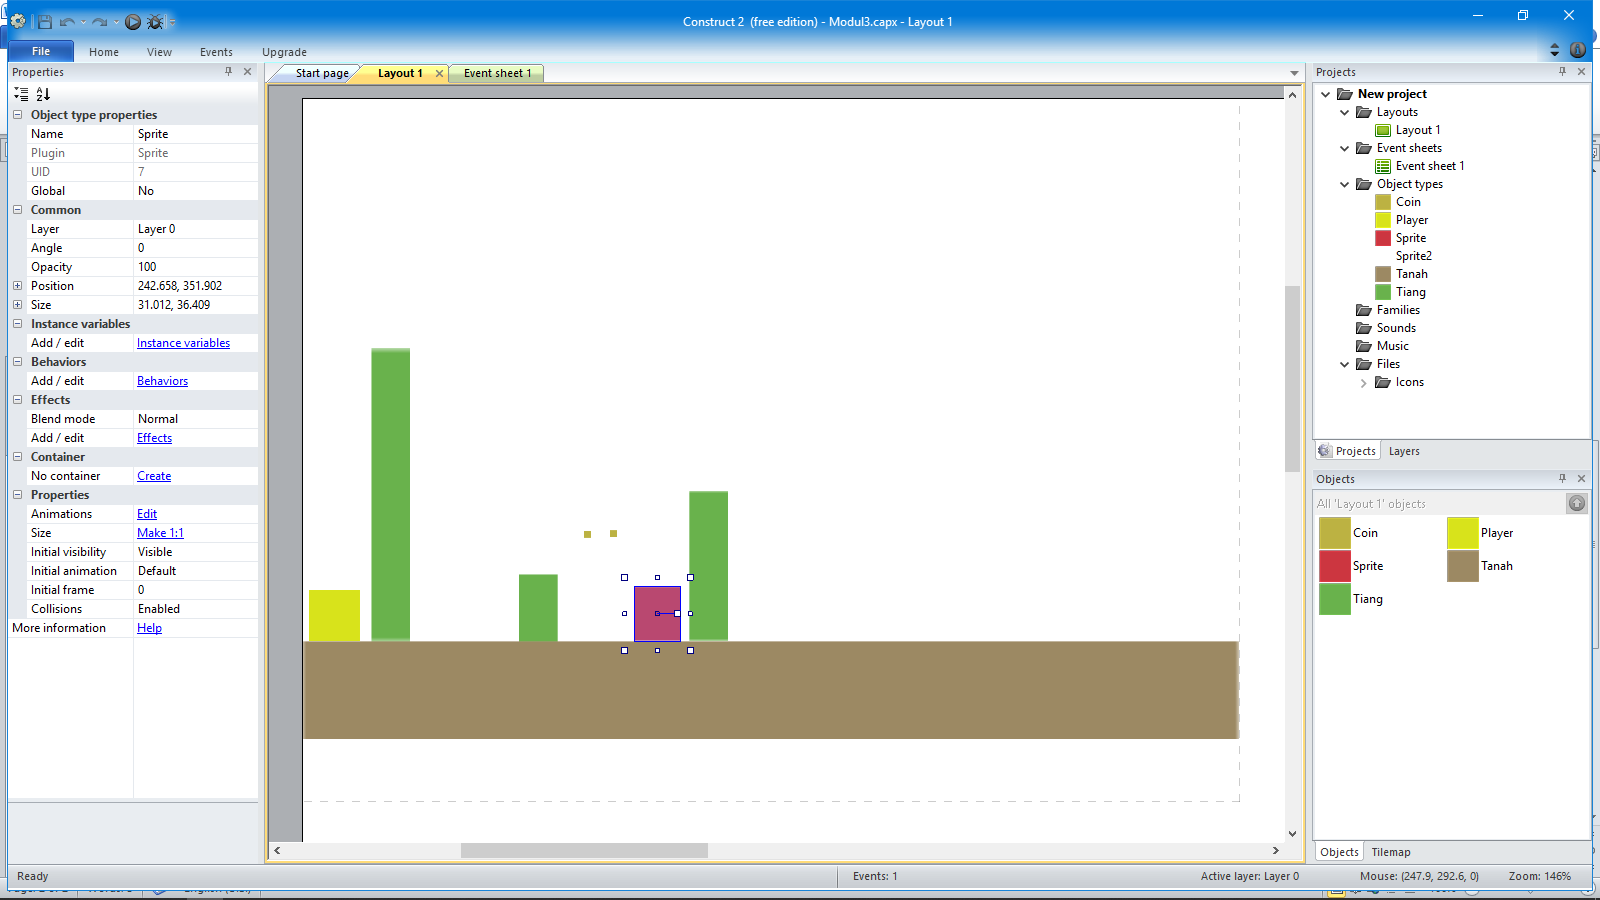 Construct 2 (free edition) - Modul3.capx - Layout 1
File Home View Events Upgrade
Properties
Object type properties
Name Sprite
Plugin Sprite
UID 7
Global No
Common
Layer Layer 0
Angle 0
Opacity 100
Position 242.658, 351.902
Size 31.012, 36.409
Instance variables
Add / edit Instance variables
Behaviors
Add / edit Behaviors
Effects
Blend mode Normal
Add / edit Effects
Container
No container Create
Properties
Animations Edit
Size Make 1:1
Initial visibility Visible
Initial animation Default
Initial frame 0
Collisions Enabled
More information Help
Start page Layout 1 Event sheet 1
Projects
New project
Layouts
Layout 1
Event sheets
Event sheet 1
Object types
Coin
Player
Sprite
Sprite2
Tanah
Tiang
Families
Sounds
Music
Files
Icons
Projects Layers
Objects
All 'Layout 1' objects
Coin Player
Sprite Tanah
Tiang
Objects Tilemap
Ready Events: 1 Active layer: Layer 0 Mouse: (247.9, 292.6, 0) Zoom: 146%